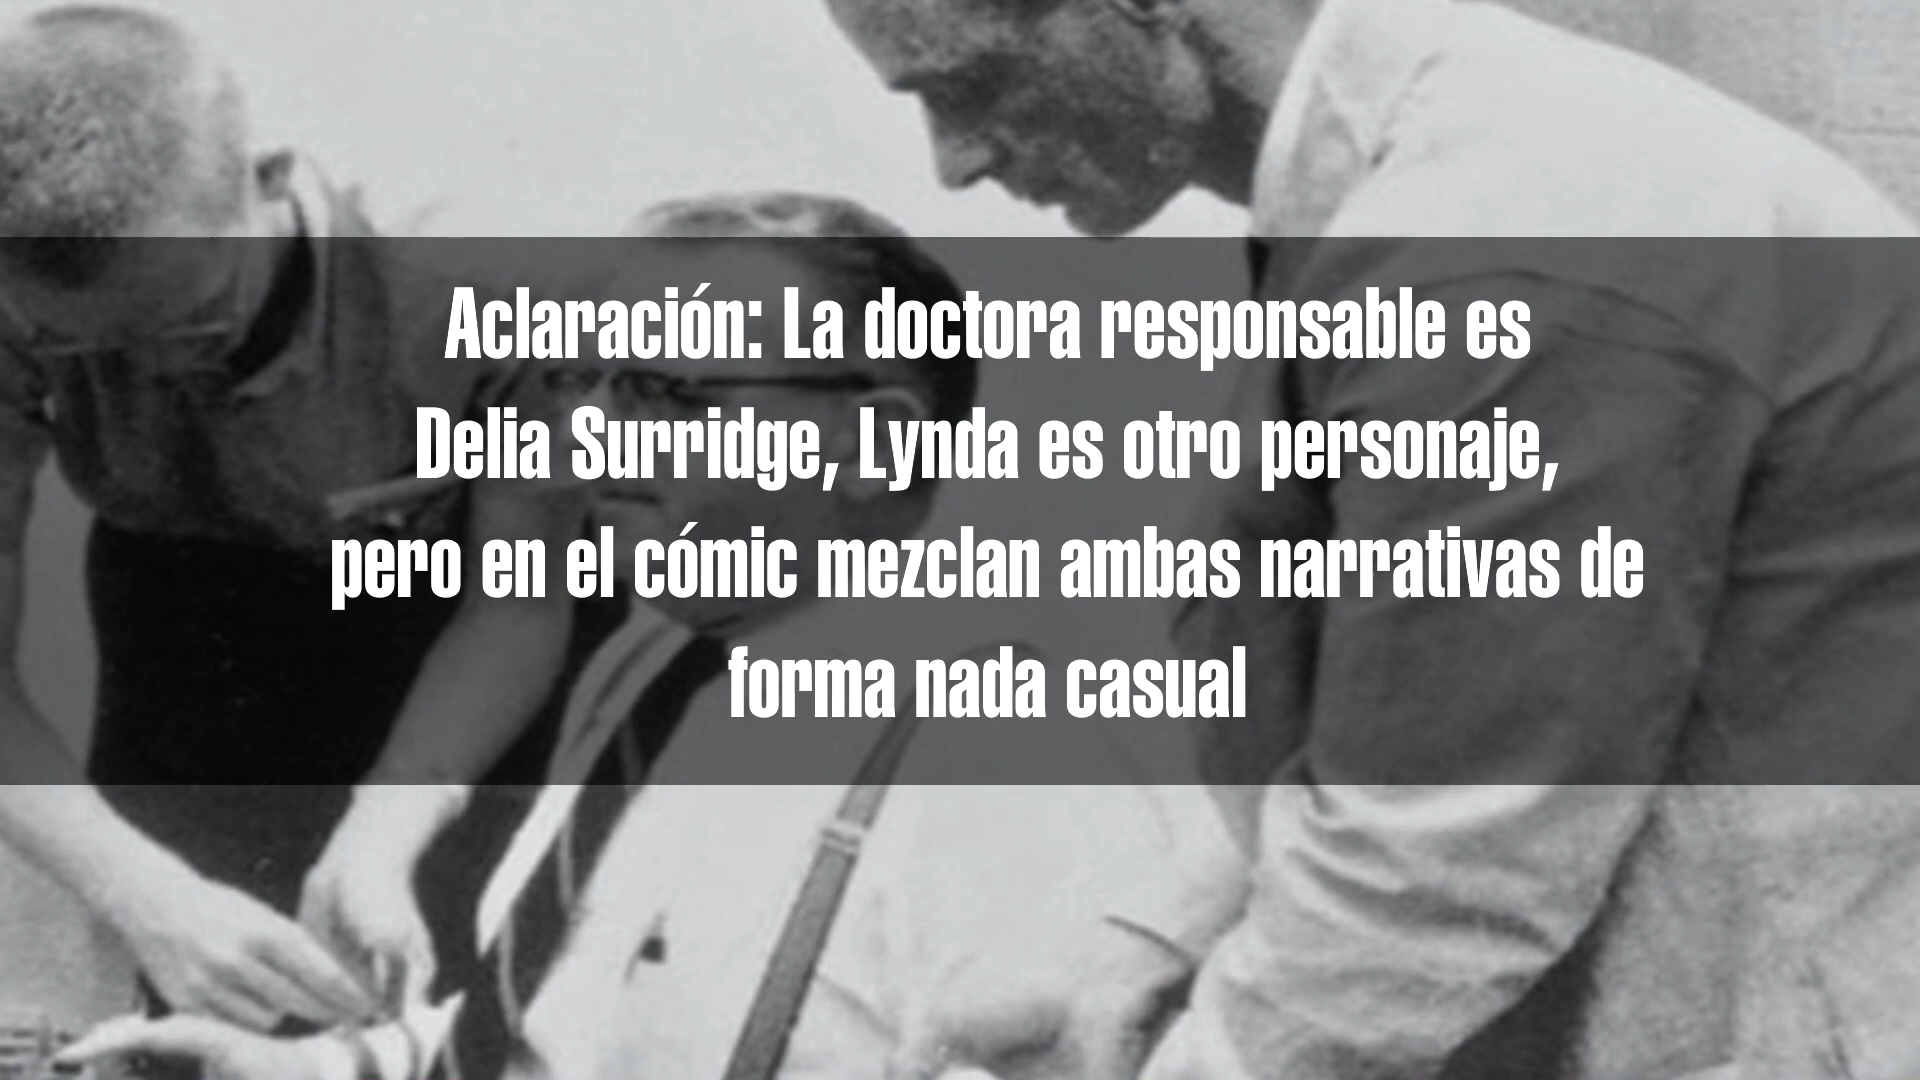 Aclaración: La doctora responsable es
Delia Surridge, Lynda es otro personaje,
pero en el cómic mezclan ambas narrativas de
forma nada casual